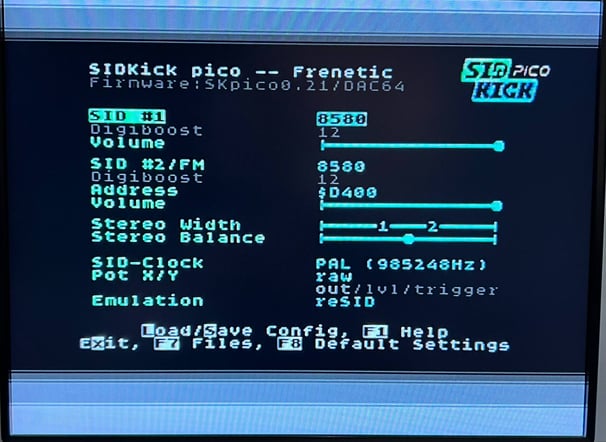 SIDKick pico -- Frenetic
SID PICO
Firmware:SKpico0.21/DAC64
KICK
SID #1 8580
Digiboost 12
Volume
SID #2/FM 8580
Digiboost 12
Address $D400
Volume
Stereo Width 1 2
Stereo Balance
SID-Clock PAL (985248Hz)
Pot X/Y raw
out/lvl/trigger
Emulation reSID
Load/Save Config, F1 Help
Exit, F7 Files, F8 Default Settings